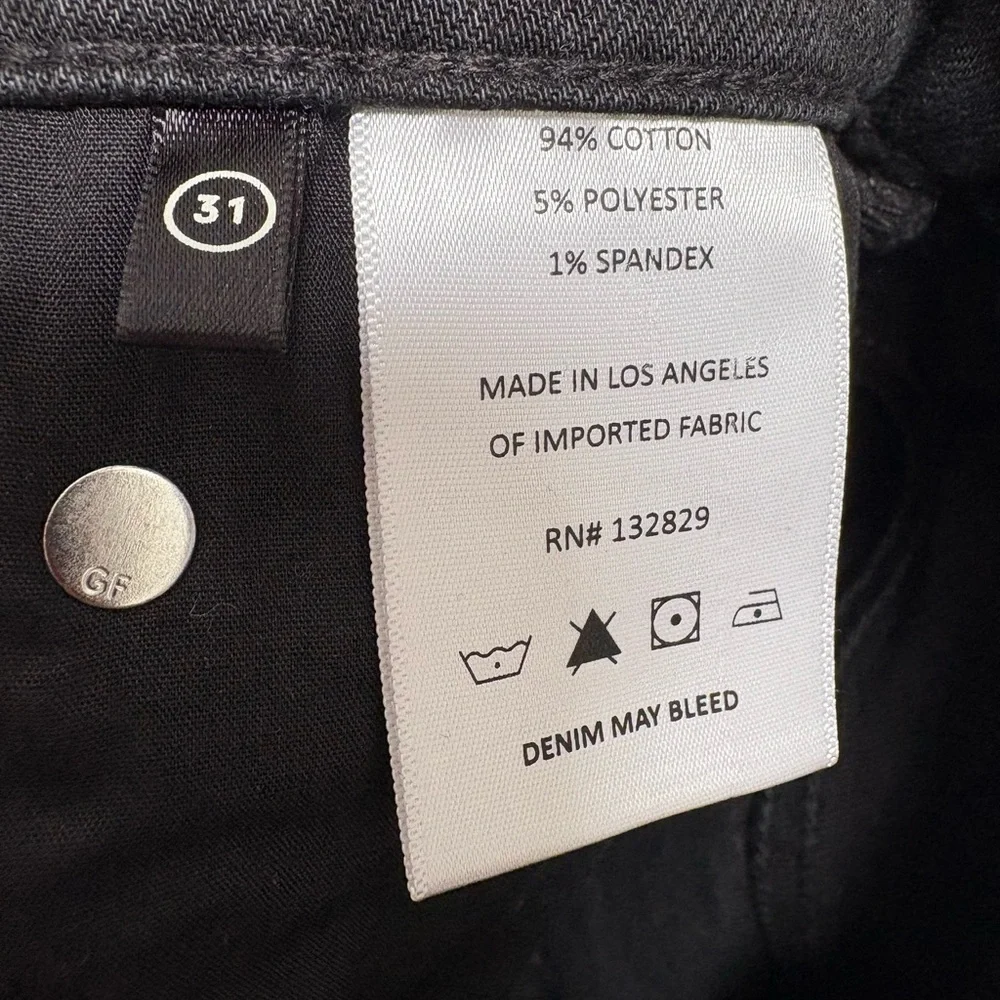 31
94% COTTON
5% POLYESTER
1% SPANDEX
MADE IN LOS ANGELES
OF IMPORTED FABRIC
RN# 132829
DENIM MAY BLEED
GF